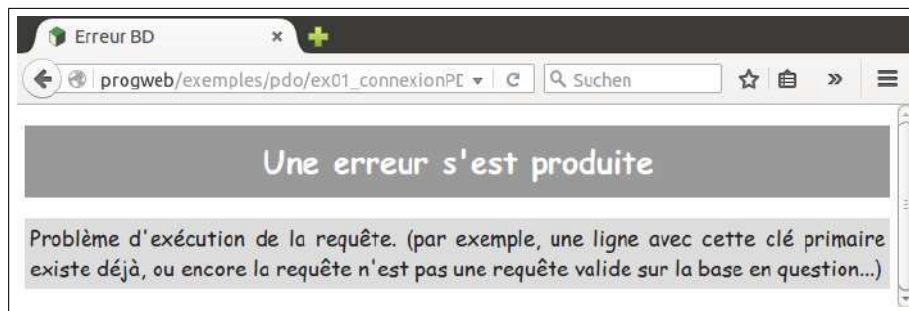 Erreur BD
progweb/exemples/pdo/ex01_connexionPD
Suchen
Une erreur s'est produite
Problème d'exécution de la requête. (par exemple, une ligne avec cette clé primaire
existe déjà, ou encore la requête n'est pas une requête valide sur la base en question...)